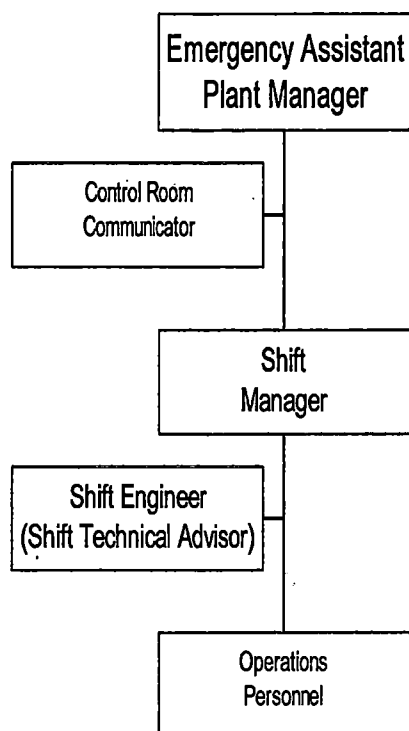 Emergency Assistant
Plant Manager
Control Room
Communicator
Shift
Manager
Shift Engineer
(Shift Technical Advisor)
Operations
Personnel